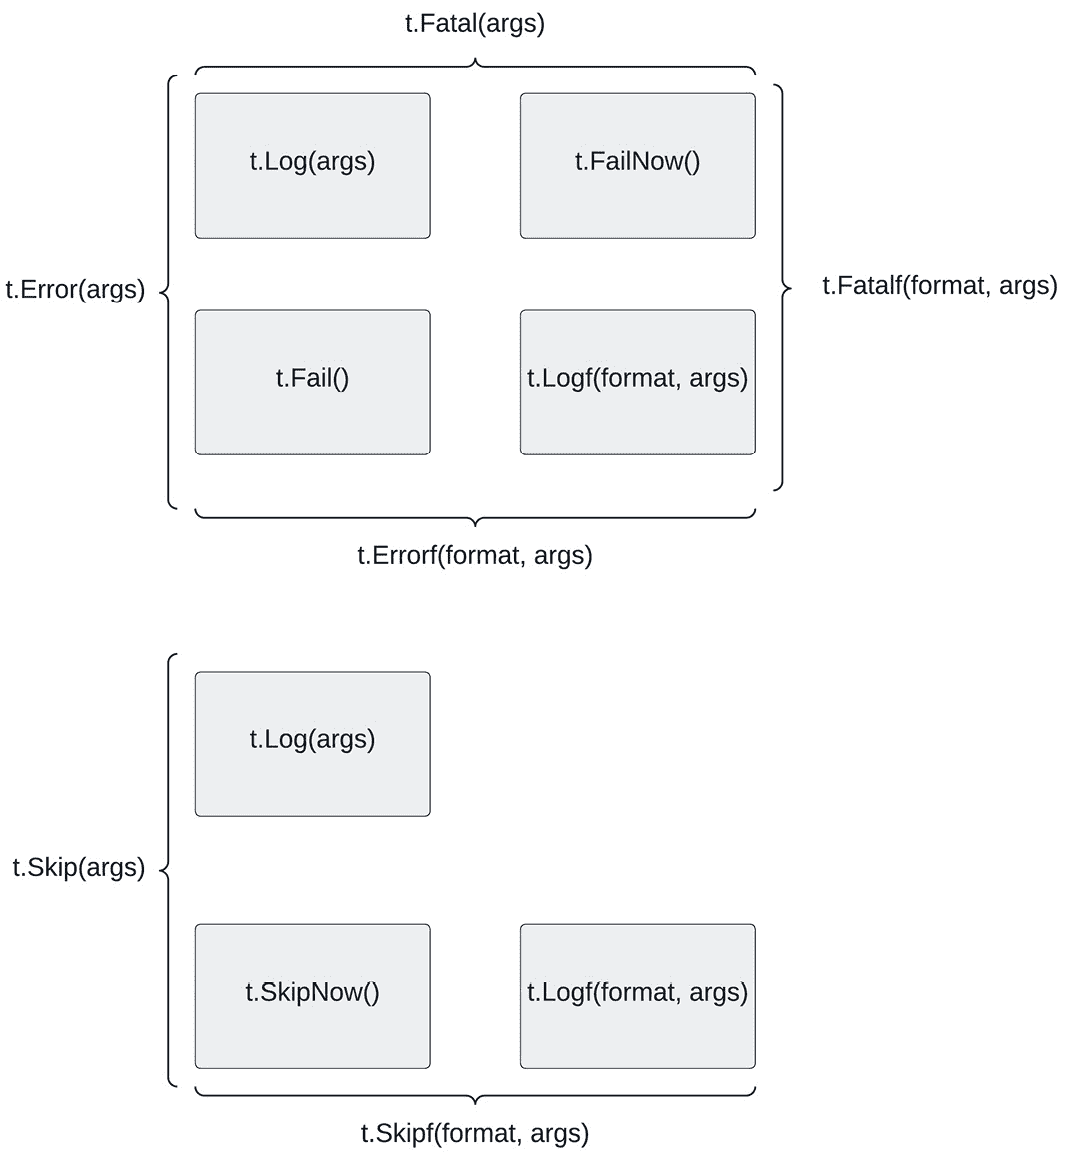 t.Fatal(args)
t.Log(args)
t.FailNow()
t.Error(args)
t.Fatalf(format, args)
t.Fail()
t.Logf(format, args)
t.Errorf(format, args)
t.Log(args)
t.Skip(args)
t.SkipNow()
t.Logf(format, args)
t.Skipf(format, args)